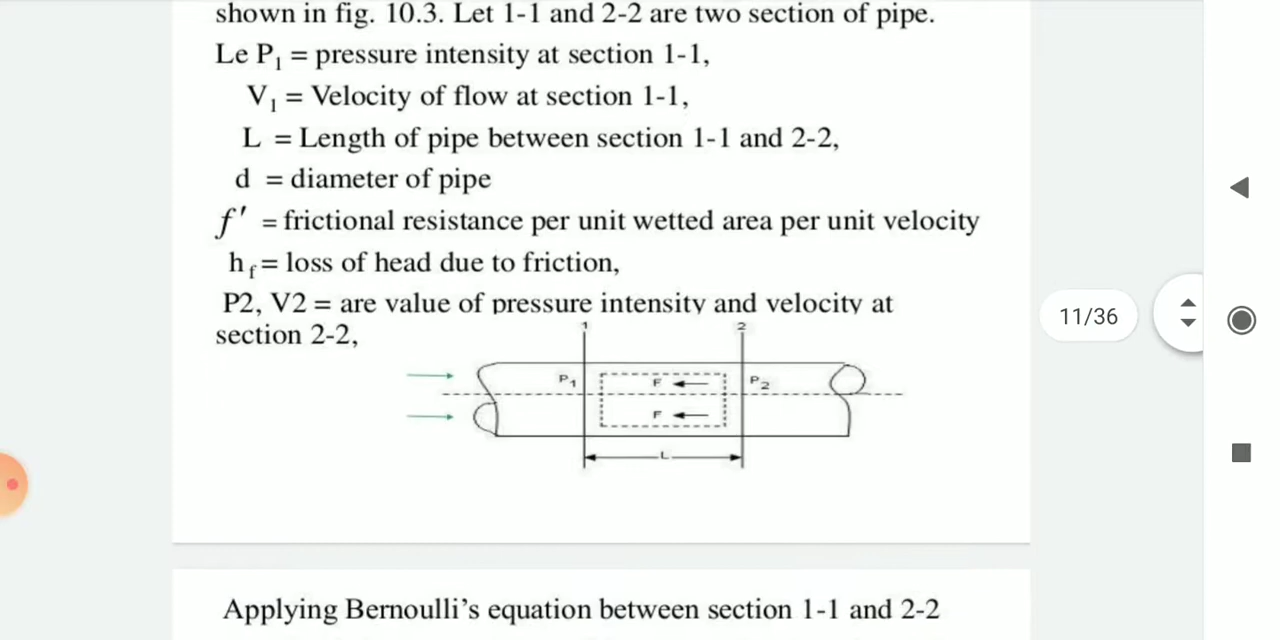 shown in fig. 10.3. Let 1-1 and 2-2 are two section of pipe.
Le P₁ = pressure intensity at section 1-1,
V₁ = Velocity of flow at section 1-1,
L = Length of pipe between section 1-1 and 2-2,
d = diameter of pipe
f′ = frictional resistance per unit wetted area per unit velocity
h f = loss of head due to friction,
P2, V2 = are value of pressure intensity and velocity at
section 2-2,
1 2
P₁ F P₂
F
L
11/36
Applying Bernoulli's equation between section 1-1 and 2-2